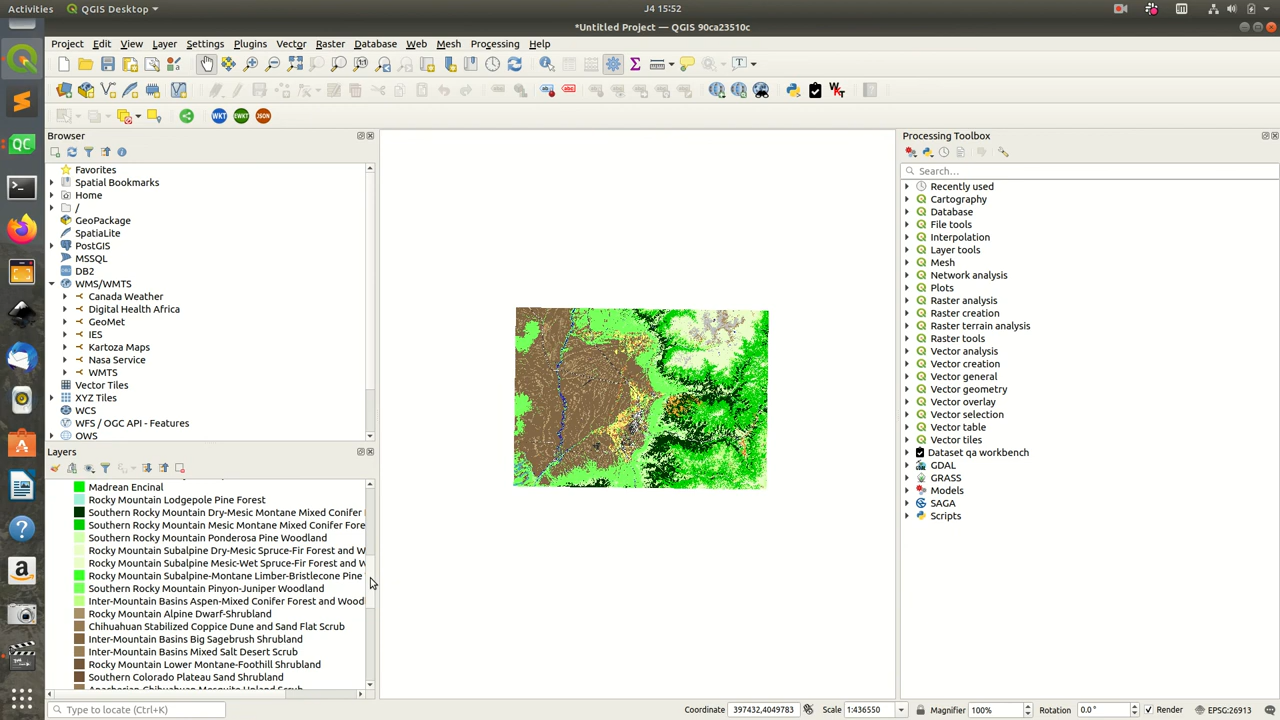 Activities QGIS Desktop J4 15:52
*Untitled Project — QGIS 90ca23510c
Project Edit View Layer Settings Plugins Vector Raster Database Web Mesh Processing Help
WKT EWKT JSON
Browser
Favorites
Spatial Bookmarks
Home
/
GeoPackage
SpatiaLite
PostGIS
MSSQL
DB2
WMS/WMTS
Canada Weather
Digital Health Africa
GeoMet
IES
Kartoza Maps
Nasa Service
WMTS
Vector Tiles
XYZ Tiles
WCS
WFS / OGC API - Features
OWS
Layers
Madrean Encinal
Rocky Mountain Lodgepole Pine Forest
Southern Rocky Mountain Dry-Mesic Montane Mixed Conifer
Southern Rocky Mountain Mesic Montane Mixed Conifer Fore
Southern Rocky Mountain Ponderosa Pine Woodland
Rocky Mountain Subalpine Dry-Mesic Spruce-Fir Forest and W
Rocky Mountain Subalpine Mesic-Wet Spruce-Fir Forest and W
Rocky Mountain Subalpine-Montane Limber-Bristlecone Pine
Southern Rocky Mountain Pinyon-Juniper Woodland
Inter-Mountain Basins Aspen-Mixed Conifer Forest and Wood
Rocky Mountain Alpine Dwarf-Shrubland
Chihuahuan Stabilized Coppice Dune and Sand Flat Scrub
Inter-Mountain Basins Big Sagebrush Shrubland
Inter-Mountain Basins Mixed Salt Desert Scrub
Rocky Mountain Lower Montane-Foothill Shrubland
Southern Colorado Plateau Sand Shrubland
Apacherian-Chihuahuan Mesquite Upland Scrub
Processing Toolbox
Search…
Recently used
Cartography
Database
File tools
Interpolation
Layer tools
Mesh
Network analysis
Plots
Raster analysis
Raster creation
Raster terrain analysis
Raster tools
Vector analysis
Vector creation
Vector general
Vector geometry
Vector overlay
Vector selection
Vector table
Vector tiles
Dataset qa workbench
GDAL
GRASS
Models
SAGA
Scripts
Type to locate (Ctrl+K) Coordinate 397432,4049783 Scale 1:436550 Magnifier 100% Rotation 0.0 ° Render EPSG:26913